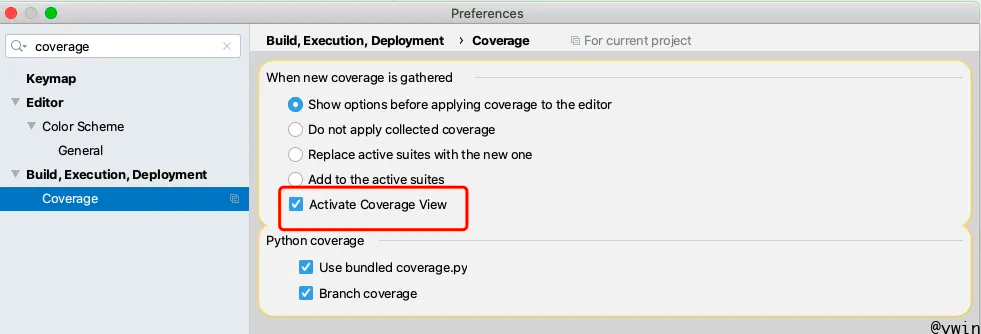 Preferences
coverage
Keymap
Editor
Color Scheme
General
Build, Execution, Deployment
Coverage
Build, Execution, Deployment › Coverage For current project
When new coverage is gathered
Show options before applying coverage to the editor
Do not apply collected coverage
Replace active suites with the new one
Add to the active suites
Activate Coverage View
Python coverage
Use bundled coverage.py
Branch coverage
@ywin